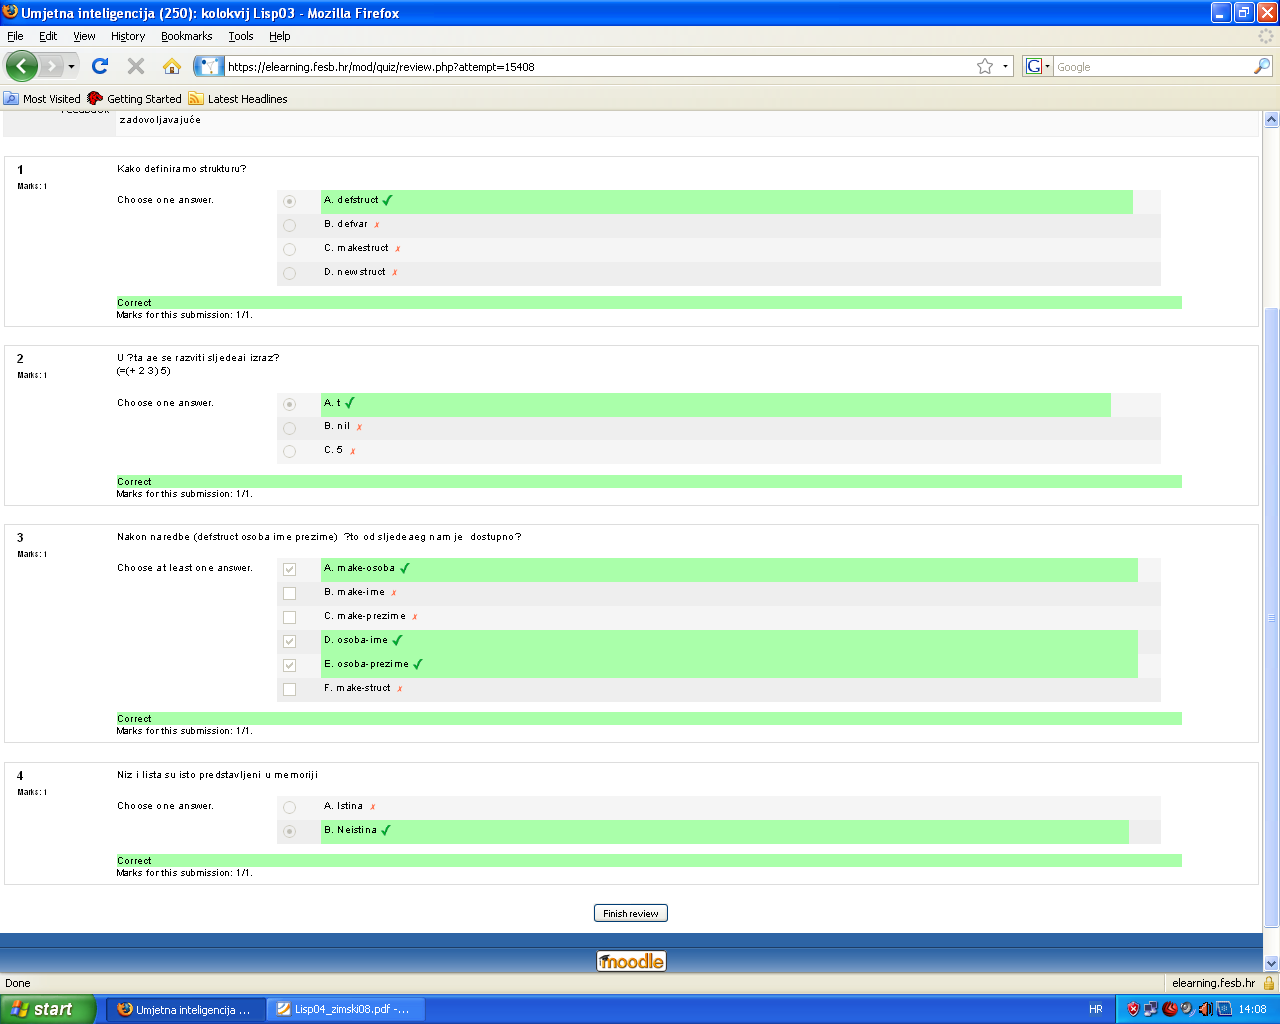 Umjetna inteligencija (250): kolokvij Lisp03 - Mozilla Firefox
File Edit View History Bookmarks Tools Help
https://elearning.fesb.hr/mod/quiz/review.php?attempt=15408
Google
Most Visited Getting Started Latest Headlines
Feedback
zadovoljavajuće
1
Marks: 1
Kako definiramo strukturu?
Choose one answer.
A. defstruct
B. defvar
C. makestruct
D. newstruct
Correct
Marks for this submission: 1/1.
2
Marks: 1
U ?ta ae se razviti sljedeai izraz?
(=(+ 2 3) 5)
Choose one answer.
A. t
B. nil
C. 5
Correct
Marks for this submission: 1/1.
3
Marks: 1
Nakon naredbe (defstruct osoba ime prezime) ?to od sljedeaeg nam je dostupno?
Choose at least one answer.
A. make-osoba
B. make-ime
C. make-prezime
D. osoba-ime
E. osoba-prezime
F. make-struct
Correct
Marks for this submission: 1/1.
4
Marks: 1
Niz i lista su isto predstavljeni u memoriji
Choose one answer.
A. Istina
B. Neistina
Correct
Marks for this submission: 1/1.
Finish review
moodle
Done
elearning.fesb.hr
start
Umjetna inteligencija ...
Lisp04_zimski08.pdf -...
HR
14:08